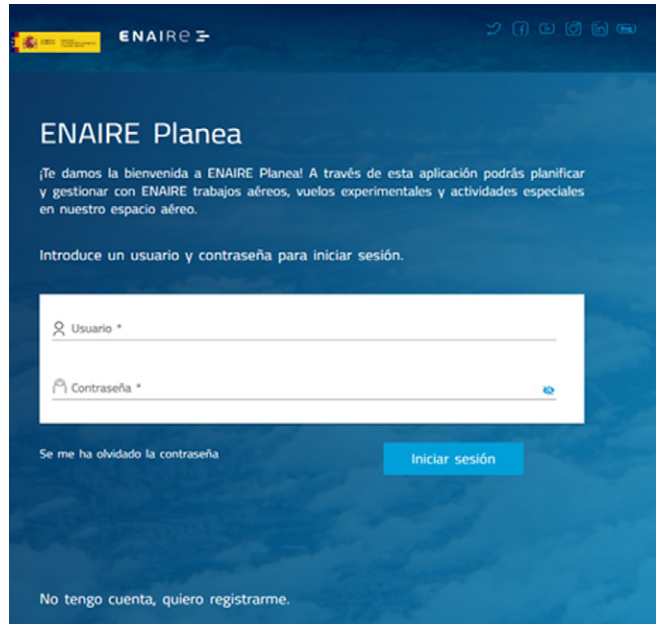 ENAIRE
Blog
ENAIRE Planea
¡Te damos la bienvenida a ENAIRE Planea! A través de esta aplicación podrás planificar
y gestionar con ENAIRE trabajos aéreos, vuelos experimentales y actividades especiales
en nuestro espacio aéreo.
Introduce un usuario y contraseña para iniciar sesión.
Usuario *
Contraseña *
Se me ha olvidado la contraseña
Iniciar sesión
No tengo cuenta, quiero registrarme.